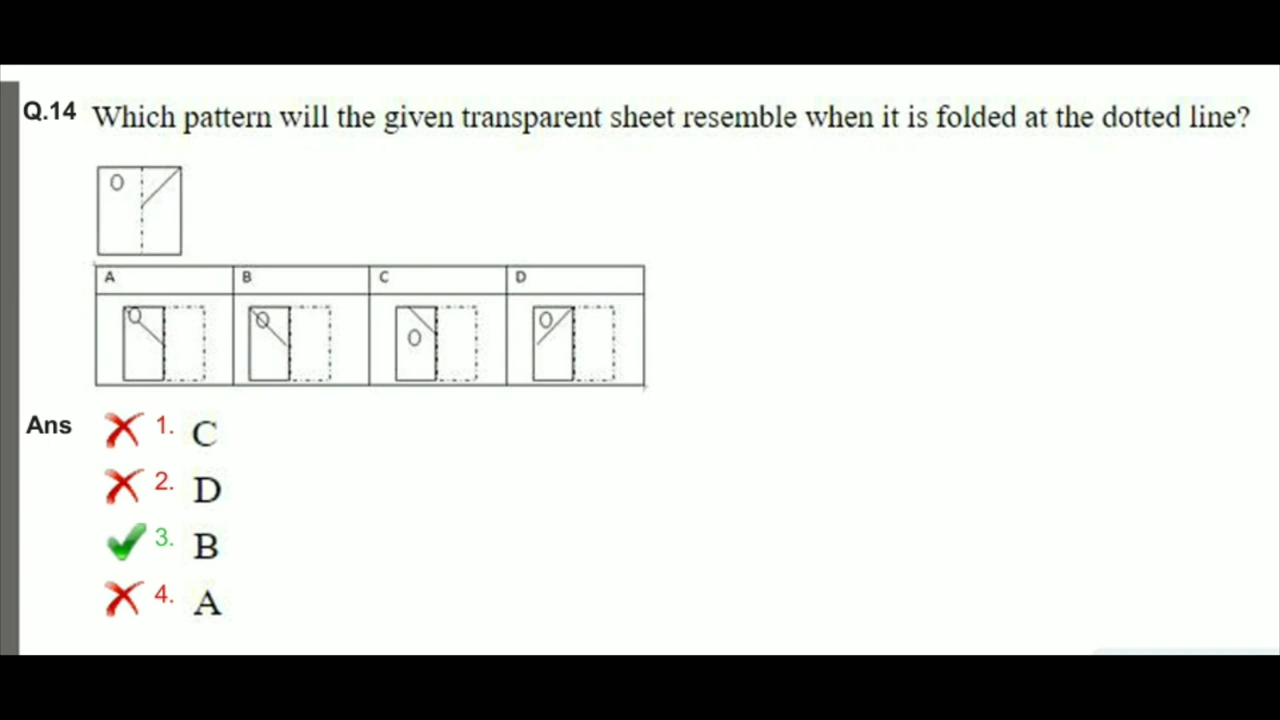 Q.14 Which pattern will the given transparent sheet resemble when it is folded at the dotted line?
A B C D
Ans 1. C
2. D
3. B
4. A